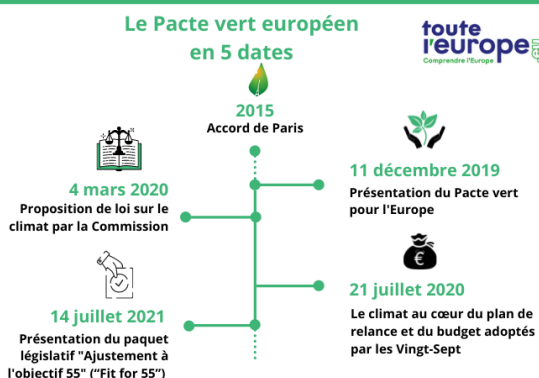 Le Pacte vert européen
en 5 dates
toute
l'europe.eu
Comprendre l'Europe
2015
Accord de Paris
11 décembre 2019
Présentation du Pacte vert
pour l'Europe
4 mars 2020
Proposition de loi sur le
climat par la Commission
€
21 juillet 2020
Le climat au cœur du plan de
relance et du budget adoptés
par les Vingt-Sept
14 juillet 2021
Présentation du paquet
législatif "Ajustement à
l'objectif 55" (“Fit for 55”)